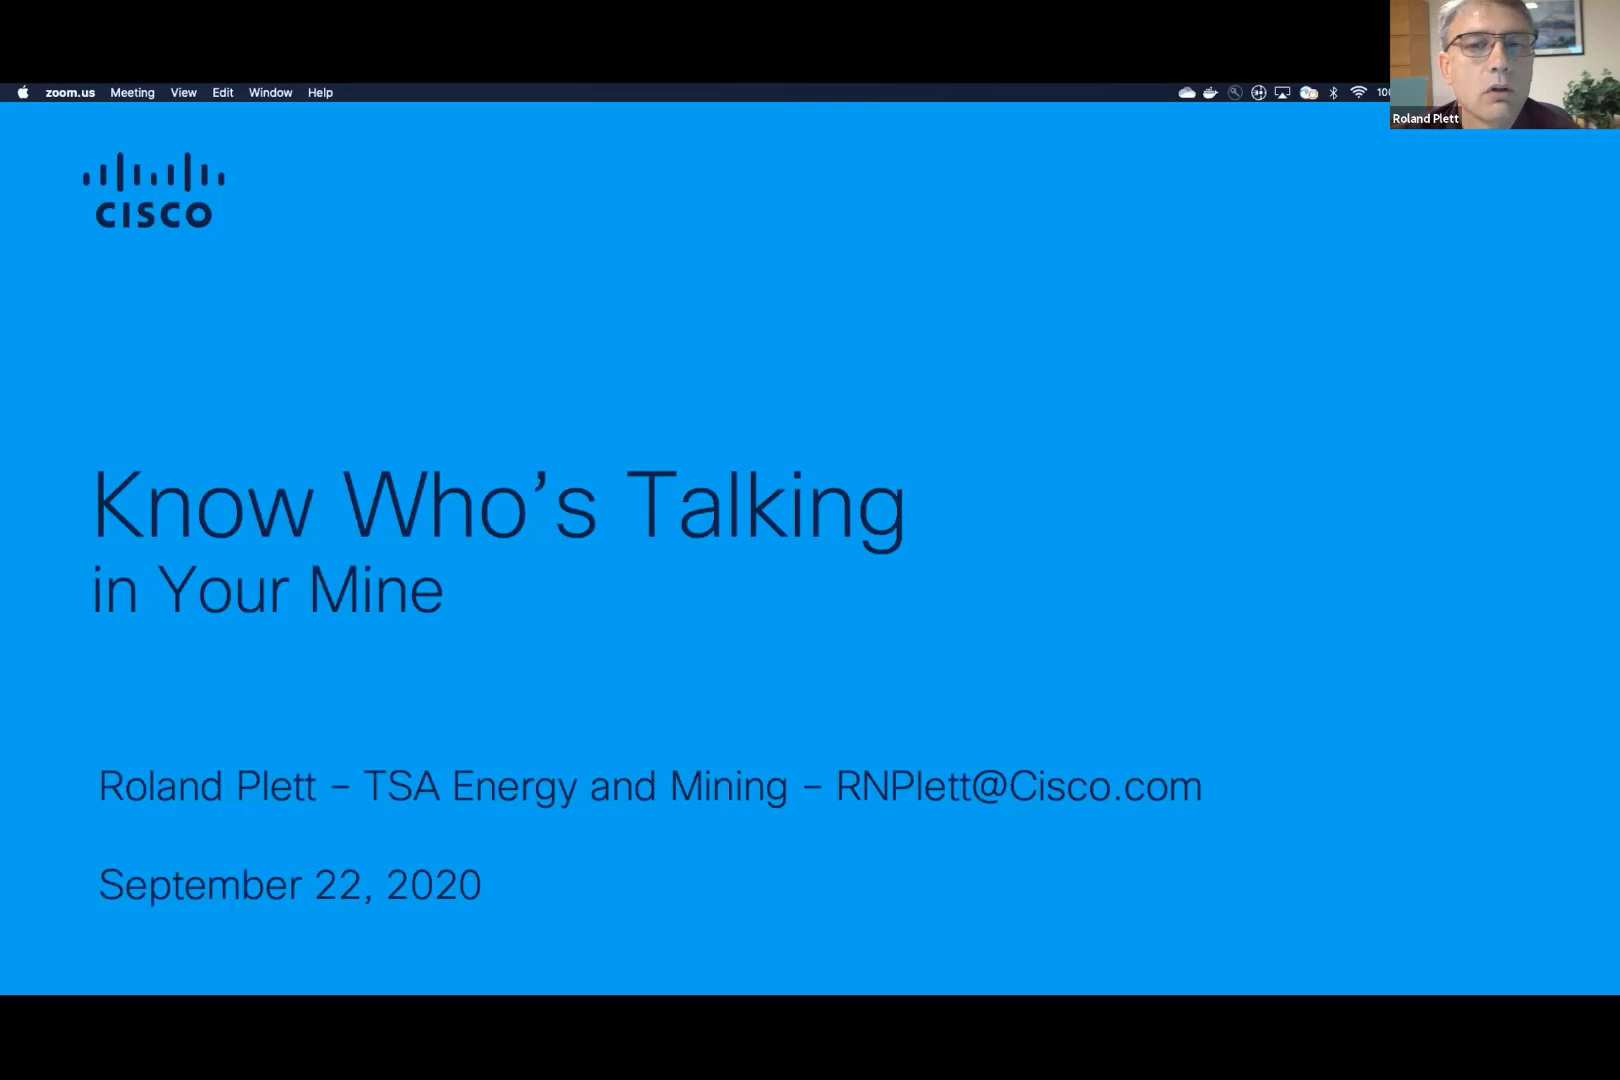 zoom.us Meeting View Edit Window Help
Roland Plett
CISCO
Know Who's Talking
in Your Mine
Roland Plett – TSA Energy and Mining – RNPlett@Cisco.com
September 22, 2020